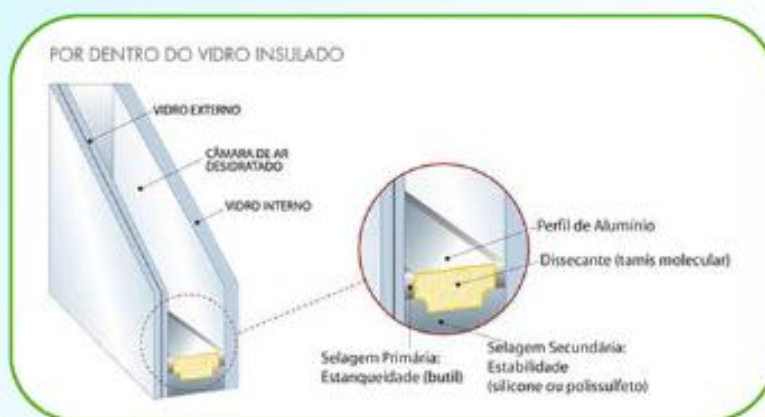 POR DENTRO DO VIDRO INSULADO
VIDRO EXTERNO
CÂMARA DE AR
DESIDRATADO
VIDRO INTERNO
Perfil de Alumínio
Dissecante (tamis molecular)
Selagem Primária:
Estanqueidade (butil)
Selagem Secundária:
Estabilidade
(silicone ou polissulfeto)